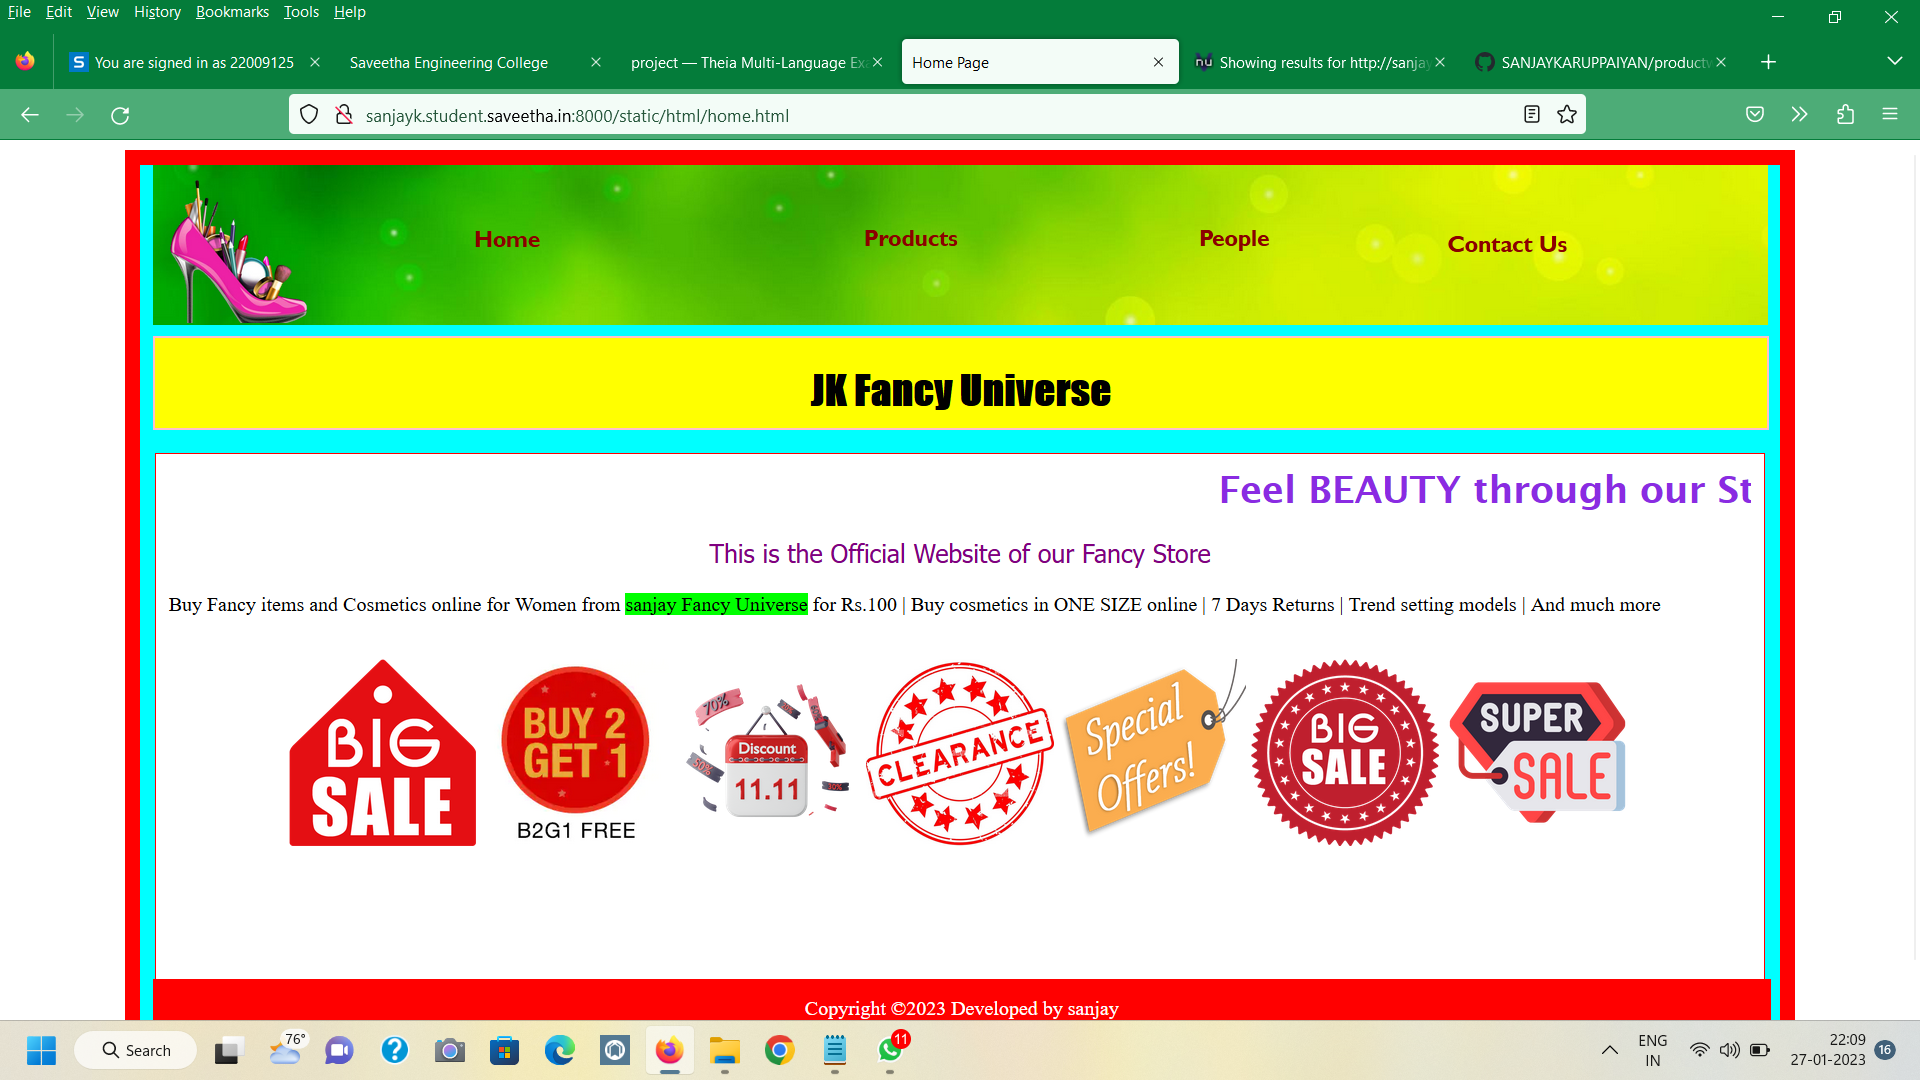 File Edit View History Bookmarks Tools Help
You are signed in as 22009125
Saveetha Engineering College
project — Theia Multi-Language Ex
Home Page
Showing results for http://sanjay
SANJAYKARUPPAIYAN/product
sanjayk.student.saveetha.in:8000/static/html/home.html
Home Products People Contact Us
JK Fancy Universe
Feel BEAUTY through our St
This is the Official Website of our Fancy Store
Buy Fancy items and Cosmetics online for Women from sanjay Fancy Universe for Rs.100 | Buy cosmetics in ONE SIZE online | 7 Days Returns | Trend setting models | And much more
BIG
SALE
BUY 2
GET 1
B2G1 FREE
70%
50%
Discount
11.11
CLEARANCE
Special
Offers!
BIG
SALE
SUPER
SALE
Copyright ©2023 Developed by sanjay
Search
76°
11
ENG
IN
22:09
27-01-2023
16